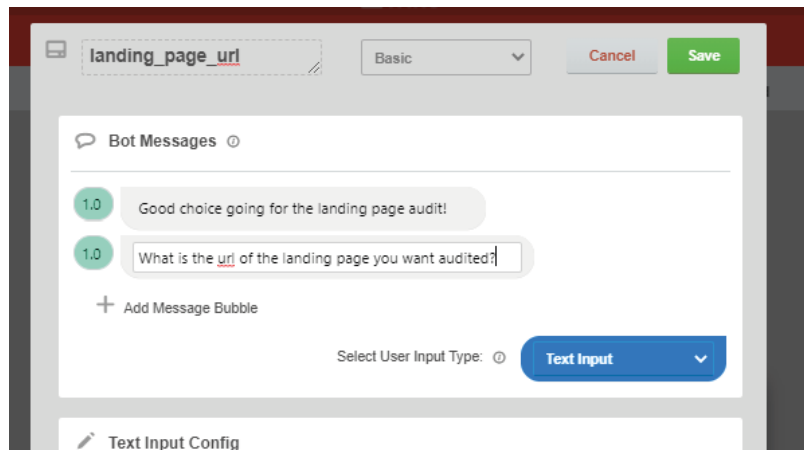 landing_page_url
Basic
Cancel
Save
Bot Messages
1.0
Good choice going for the landing page audit!
1.0
What is the url of the landing page you want audited?
Add Message Bubble
Select User Input Type:
Text Input
Text Input Config